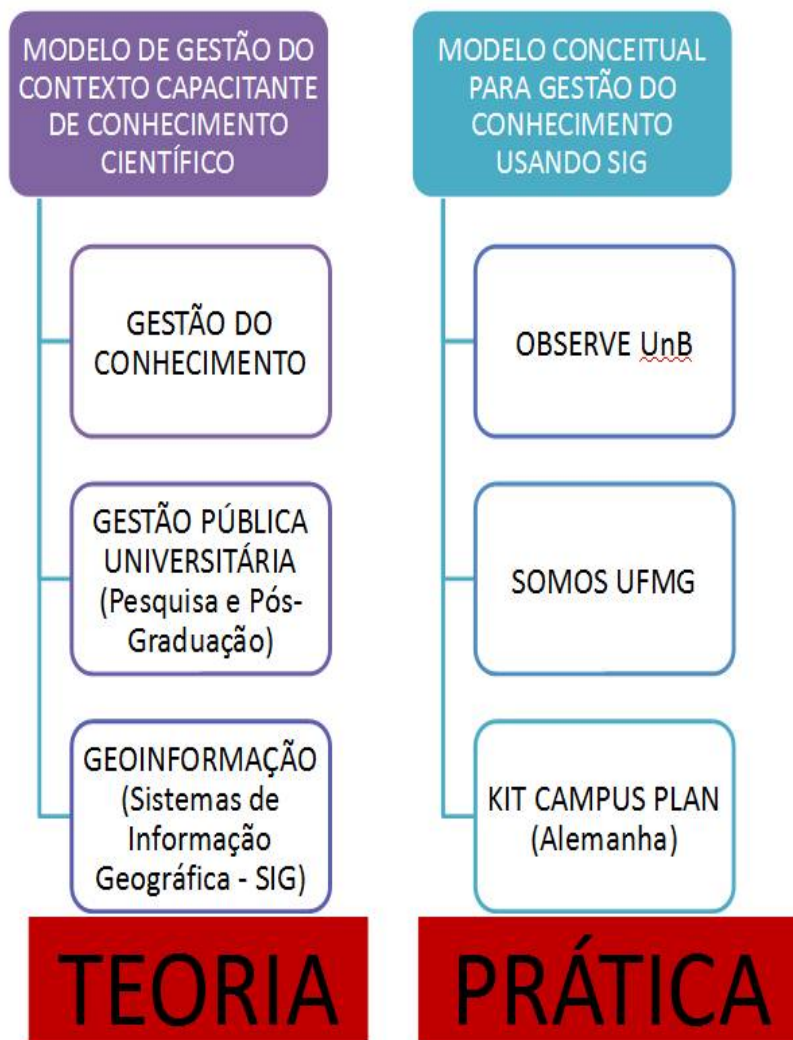 MODELO DE GESTÃO DO
CONTEXTO CAPACITANTE
DE CONHECIMENTO
CIENTÍFICO
GESTÃO DO
CONHECIMENTO
GESTÃO PÚBLICA
UNIVERSITÁRIA
(Pesquisa e Pós-
Graduação)
GEOINFORMAÇÃO
(Sistemas de
Informação
Geográfica - SIG)
TEORIA
MODELO CONCEITUAL
PARA GESTÃO DO
CONHECIMENTO
USANDO SIG
OBSERVE UnB
SOMOS UFMG
KIT CAMPUS PLAN
(Alemanha)
PRÁTICA